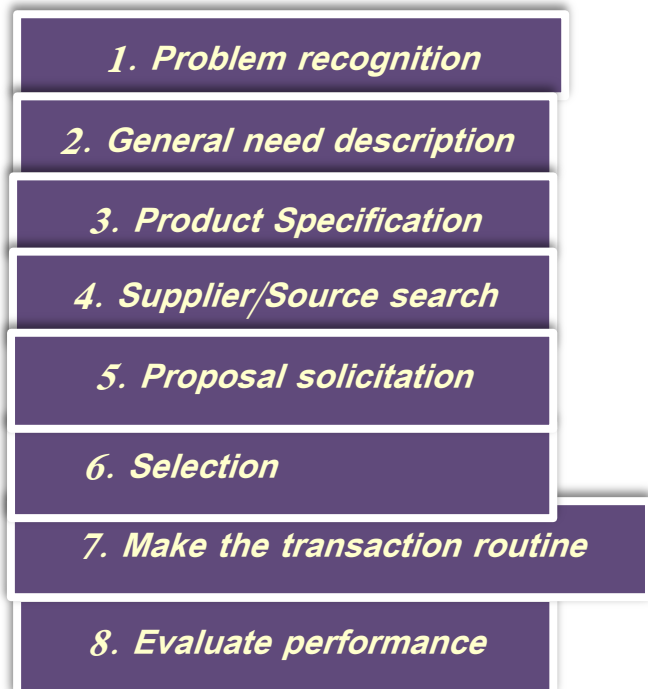 1. Problem recognition
2. General need description
3. Product Specification
4. Supplier/Source search
5. Proposal solicitation
6. Selection
7. Make the transaction routine
8. Evaluate performance